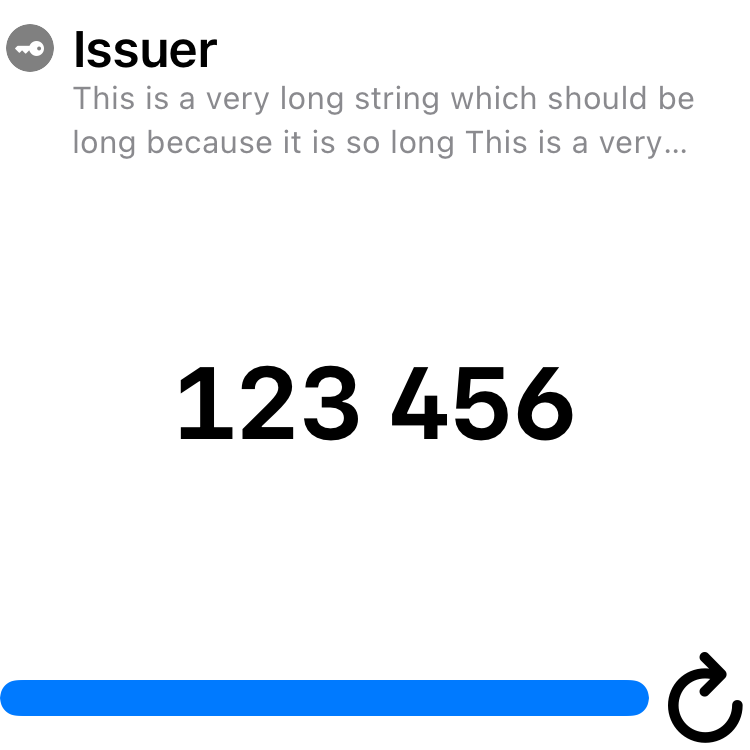 Issuer
This is a very long string which should be
long because it is so long This is a very...
123 456